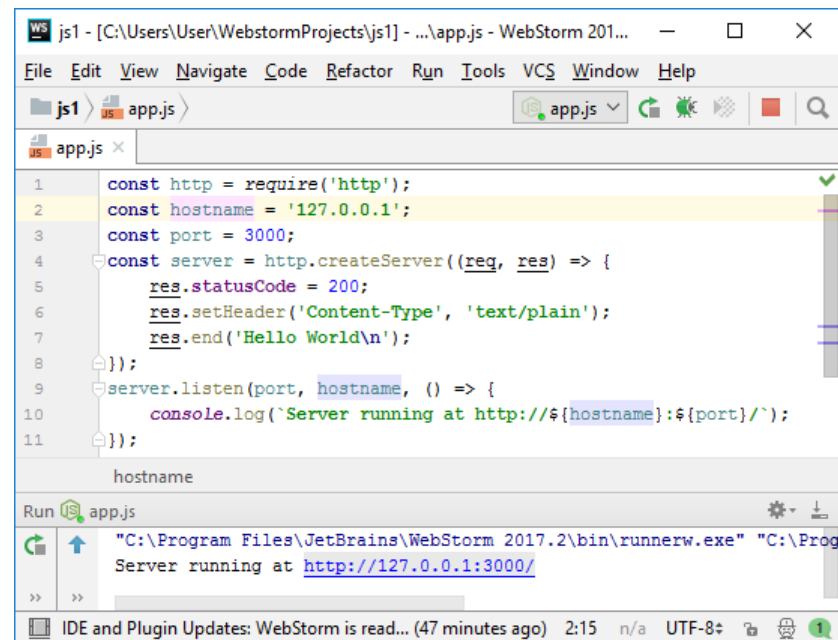 WS js1 - [C:\Users\User\WebstormProjects\js1] - ...\app.js - WebStorm 201...
File Edit View Navigate Code Refactor Run Tools VCS Window Help
js1 JS app.js app.js
JS app.js
1 const http = require('http');
2 const hostname = '127.0.0.1';
3 const port = 3000;
4 const server = http.createServer((req, res) => {
5 res.statusCode = 200;
6 res.setHeader('Content-Type', 'text/plain');
7 res.end('Hello World\n');
8 });
9 server.listen(port, hostname, () => {
10 console.log(`Server running at http://${hostname}:${port}/`);
11 });
hostname
Run app.js
"C:\Program Files\JetBrains\WebStorm 2017.2\bin\runnerw.exe" "C:\Prog
Server running at http://127.0.0.1:3000/
>> >>
IDE and Plugin Updates: WebStorm is read... (47 minutes ago) 2:15 n/a UTF-8 1